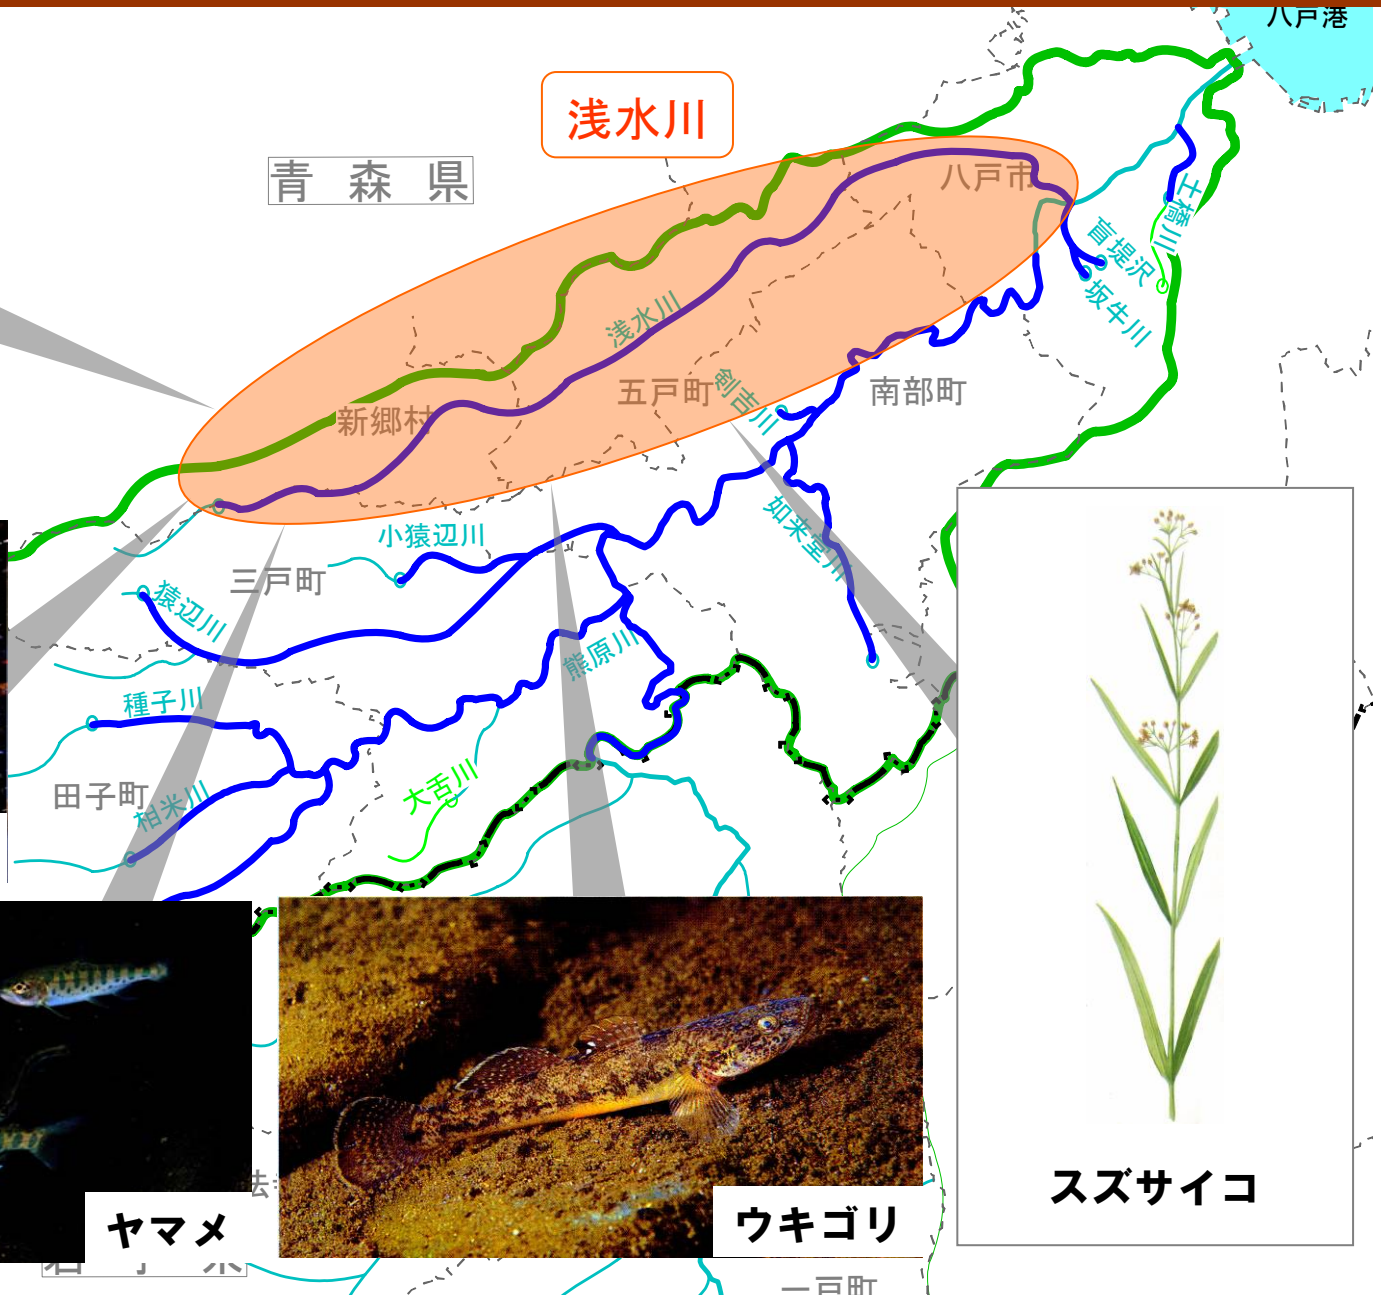 八戸港
浅水川
青森県
八戸市
土橋川
盲堤沢
坂牛川
浅水川
五戸町
剣吉川
南部町
新郷村
小猿辺川
如来堂川
三戸町
猿辺川
熊原川
種子川
大舌川
田子町
相米川
スズサイコ
ヤマメ
ウキゴリ
一戸町